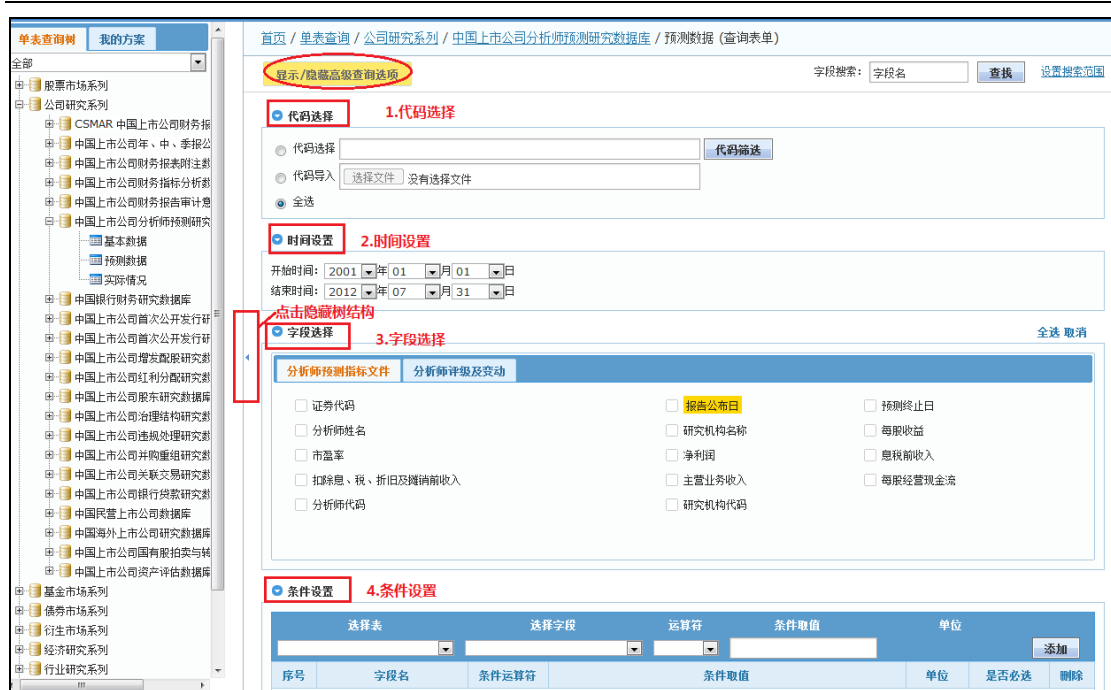 单表查询树 我的方案
全部
股票市场系列
公司研究系列
CSMAR 中国上市公司财务报
中国上市公司年、中、季报公
中国上市公司财务报表附注数
中国上市公司财务指标分析数
中国上市公司财务报告审计意
中国上市公司分析师预测研究
基本数据
预测数据
实际情况
中国银行财务研究数据库
中国上市公司首次公开发行研
中国上市公司首次公开发行研
中国上市公司增发配股研究数
中国上市公司红利分配研究数
中国上市公司股东研究数据库
中国上市公司治理结构研究数
中国上市公司违规处理研究数
中国上市公司并购重组研究数
中国上市公司关联交易研究数
中国上市公司银行贷款研究数
中国民营上市公司数据库
中国海外上市公司研究数据库
中国上市公司国有股拍卖与转
中国上市公司资产评估数据库
基金市场系列
债券市场系列
衍生市场系列
经济研究系列
行业研究系列
首页 / 单表查询 / 公司研究系列 / 中国上市公司分析师预测研究数据库 / 预测数据 (查询表单)
显示/隐藏高级查询选项 字段搜索： 字段名 查找 设置搜索范围
代码选择 1.代码选择
代码选择 代码筛选
代码导入 选择文件 没有选择文件
全选
时间设置 2.时间设置
开始时间： 2001 年 01 月 01 日
结束时间： 2012 年 07 月 31 日
点击隐藏树结构
字段选择 3.字段选择 全选 取消
分析师预测指标文件 分析师评级及变动
证券代码 报告公布日 预测终止日
分析师姓名 研究机构名称 每股收益
市盈率 净利润 息税前收入
扣除息、税、折旧及摊销前收入 主营业务收入 每股经营现金流
分析师代码 研究机构代码
条件设置 4.条件设置
选择表 选择字段 运算符 条件取值 单位
添加
序号 字段名 条件运算符 条件取值 单位 是否必选 删除